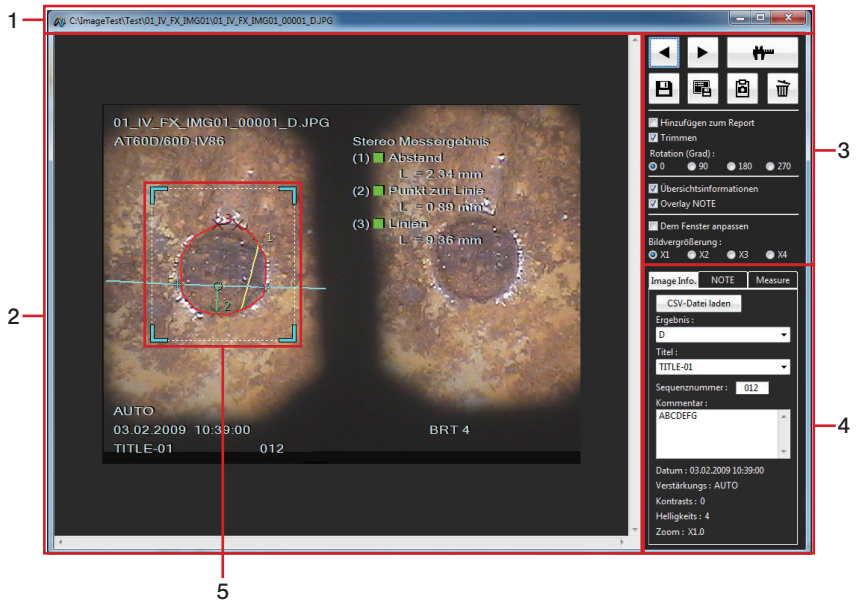 1
C:\ImageTest\Test\01_IV_FX_IMG01\01_IV_FX_IMG01_00001_D.JPG
2
01_IV_FX_IMG01_00001_D.JPG
AT60D/60D-IV86
Stereo Messergebnis
(1) Abstand
L = 2.34 mm
(2) Punkt zur Linie
L = 0.89 mm
(3) Linien
L = 9.36 mm
3
1
2
AUTO
03.02.2009 10:39:00
TITLE-01 012
BRT 4
5
3
Hinzufügen zum Report
Trimmen
Rotation (Grad) :
0 90 180 270
Übersichtsinformationen
Overlay NOTE
Dem Fenster anpassen
Bildvergrößerung :
X1 X2 X3 X4
4
Image Info. NOTE Measure
CSV-Datei laden
Ergebnis :
D
Titel :
TITLE-01
Sequenznummer : 012
Kommentar :
ABCDEFG
Datum : 03.02.2009 10:39:00
Verstärkungs : AUTO
Kontrasts : 0
Helligkeits : 4
Zoom : X1.0